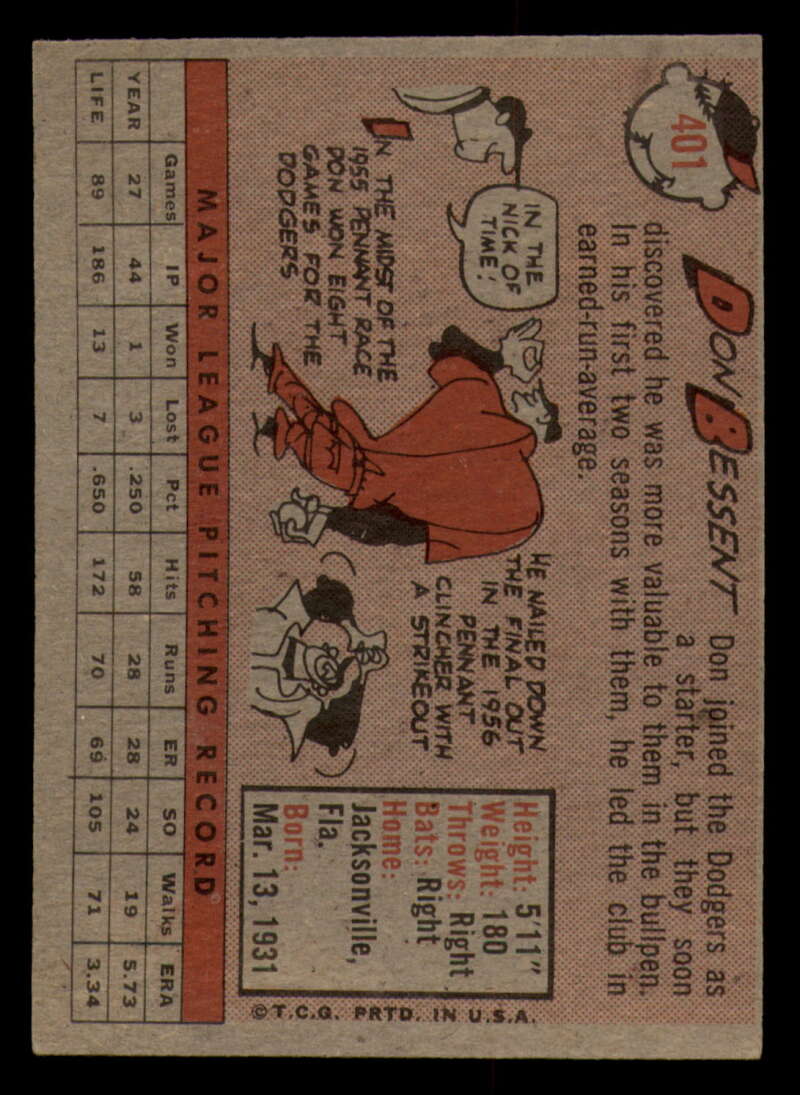 401
DON BESSENT
Don joined the Dodgers as
a starter, but they soon
discovered he was more valuable to them in the bullpen.
In his first two seasons with them, he led the club in
earned-run-average.
IN THE
NICK OF
TIME!
IN THE MIDST OF THE
1955 PENNANT RACE
DON WON EIGHT
GAMES FOR THE
DODGERS
HE NAILED DOWN
THE FINAL OUT
IN THE 1956
PENNANT
CLINCHER WITH
A STRIKEOUT
Height: 5'11"
Weight: 180
Throws: Right
Bats: Right
Home:
Jacksonville,
Fla.
Born:
Mar. 13, 1931
© T.C.G. PRTD. IN U.S.A.
MAJOR LEAGUE PITCHING RECORD
Games IP Won Lost Pct Hits Runs ER SO Walks ERA
YEAR 27 44 1 3 .250 58 28 28 24 19 5.73
LIFE 89 186 13 7 .650 172 70 69 105 71 3.34